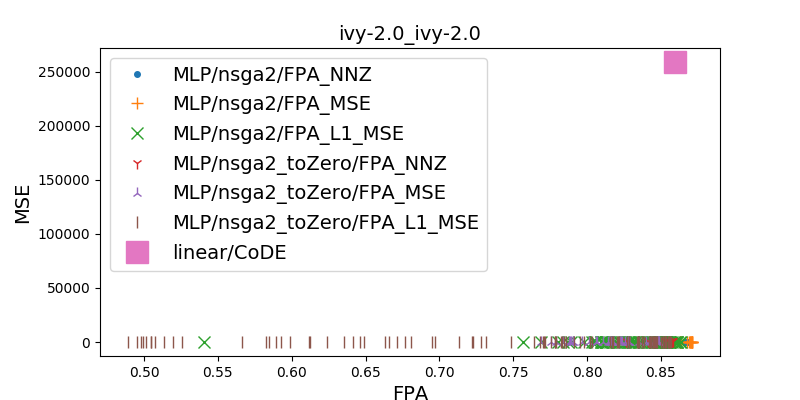 ivy-2.0_ivy-2.0
MSE
250000
200000
150000
100000
50000
0
MLP/nsga2/FPA_NNZ
MLP/nsga2/FPA_MSE
MLP/nsga2/FPA_L1_MSE
MLP/nsga2_toZero/FPA_NNZ
MLP/nsga2_toZero/FPA_MSE
MLP/nsga2_toZero/FPA_L1_MSE
linear/CoDE
0.50 0.55 0.60 0.65 0.70 0.75 0.80 0.85
FPA